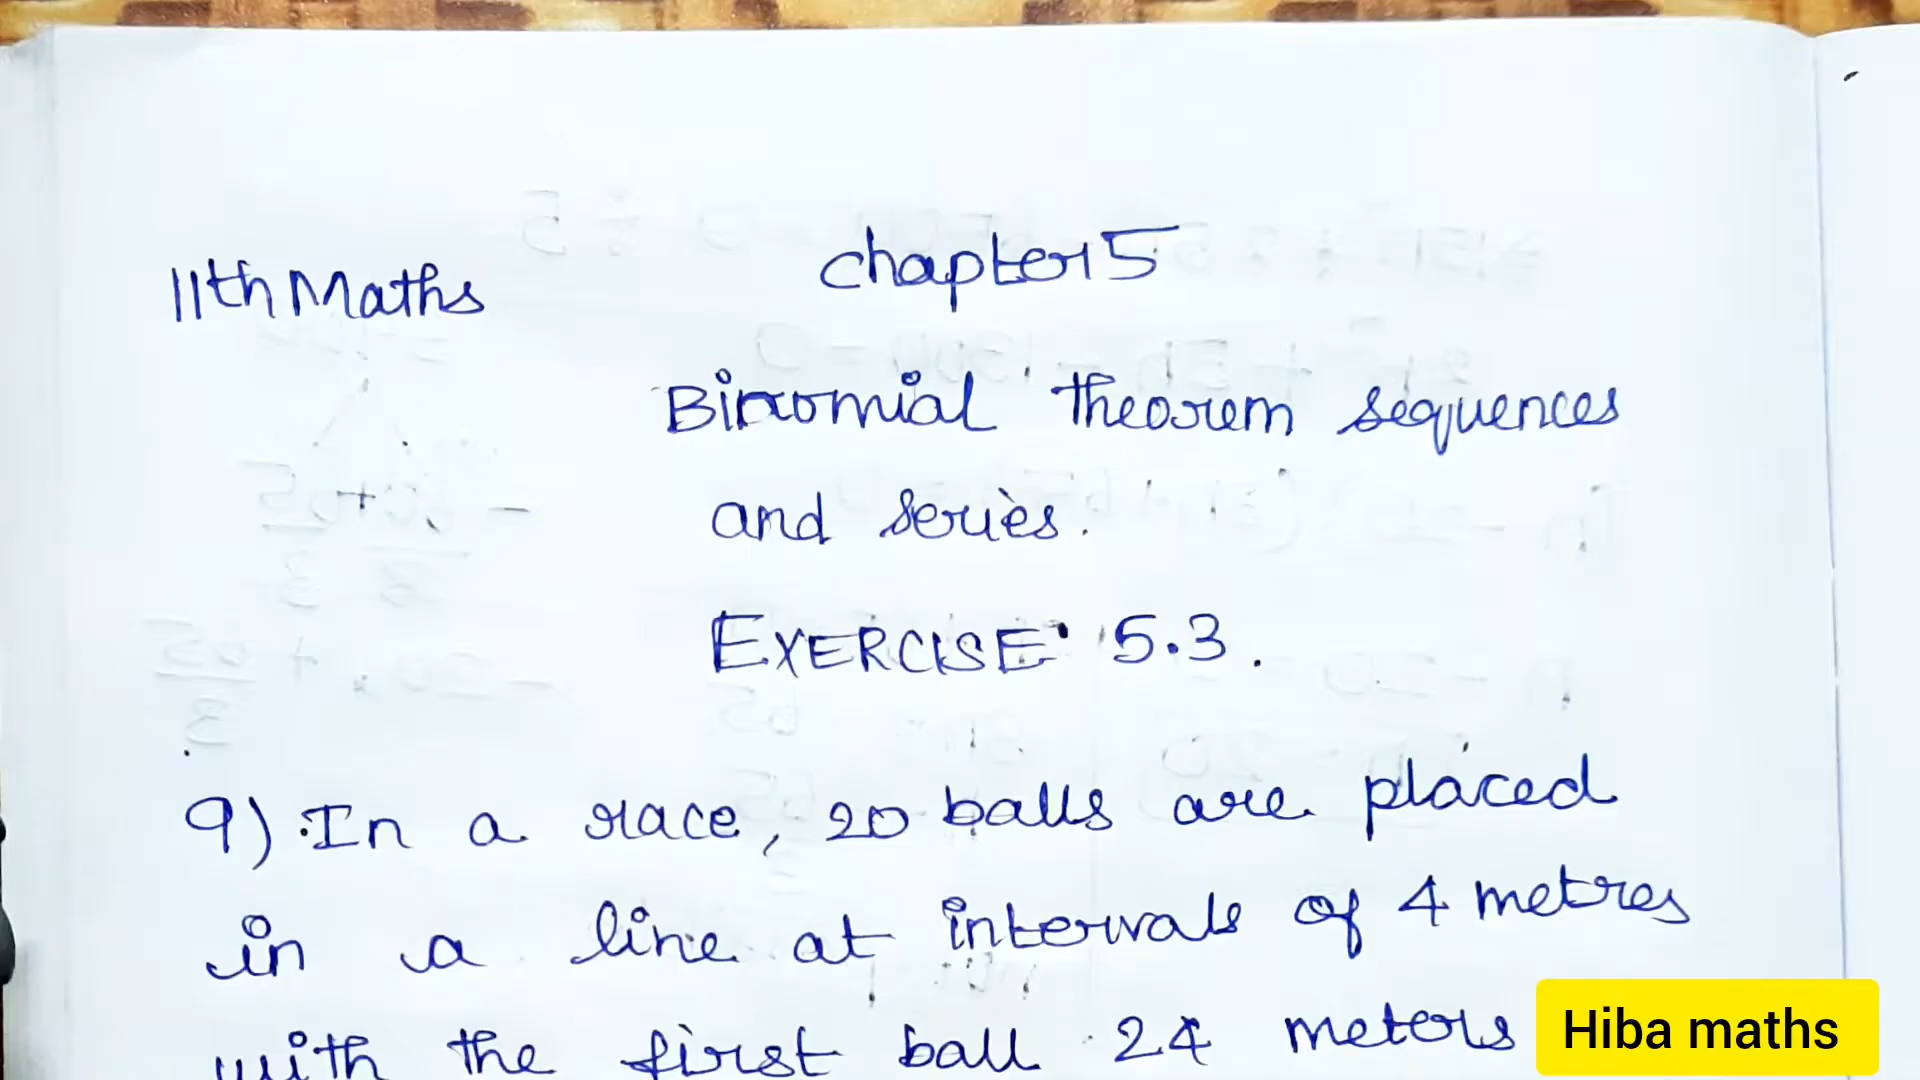 11th Maths
chapter 5
Binomial theorem sequences
and series.
EXERCISE 5.3.
9) In a race, 20 balls are placed
in a line at intervals of 4 metres
with the first ball 24 meters
Hiba maths